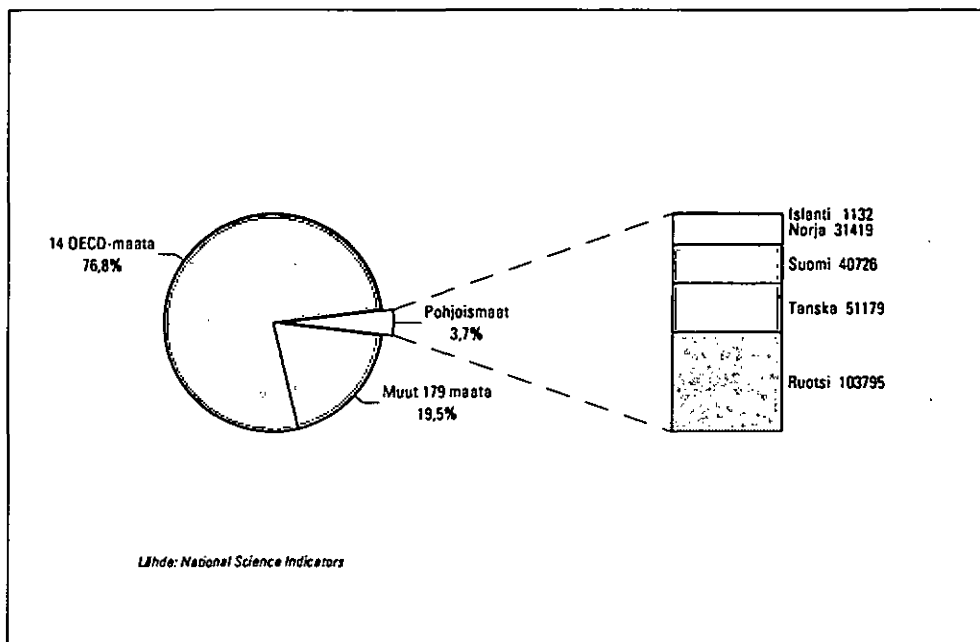 14 OECD-maata
76,8%
Pohjoismaat
3,7%
Muut 179 maata
19,5%
Islanti 1132
Norja 31419
Suomi 40726
Tanska 51179
Ruotsi 103795
Lähde: National Science Indicators